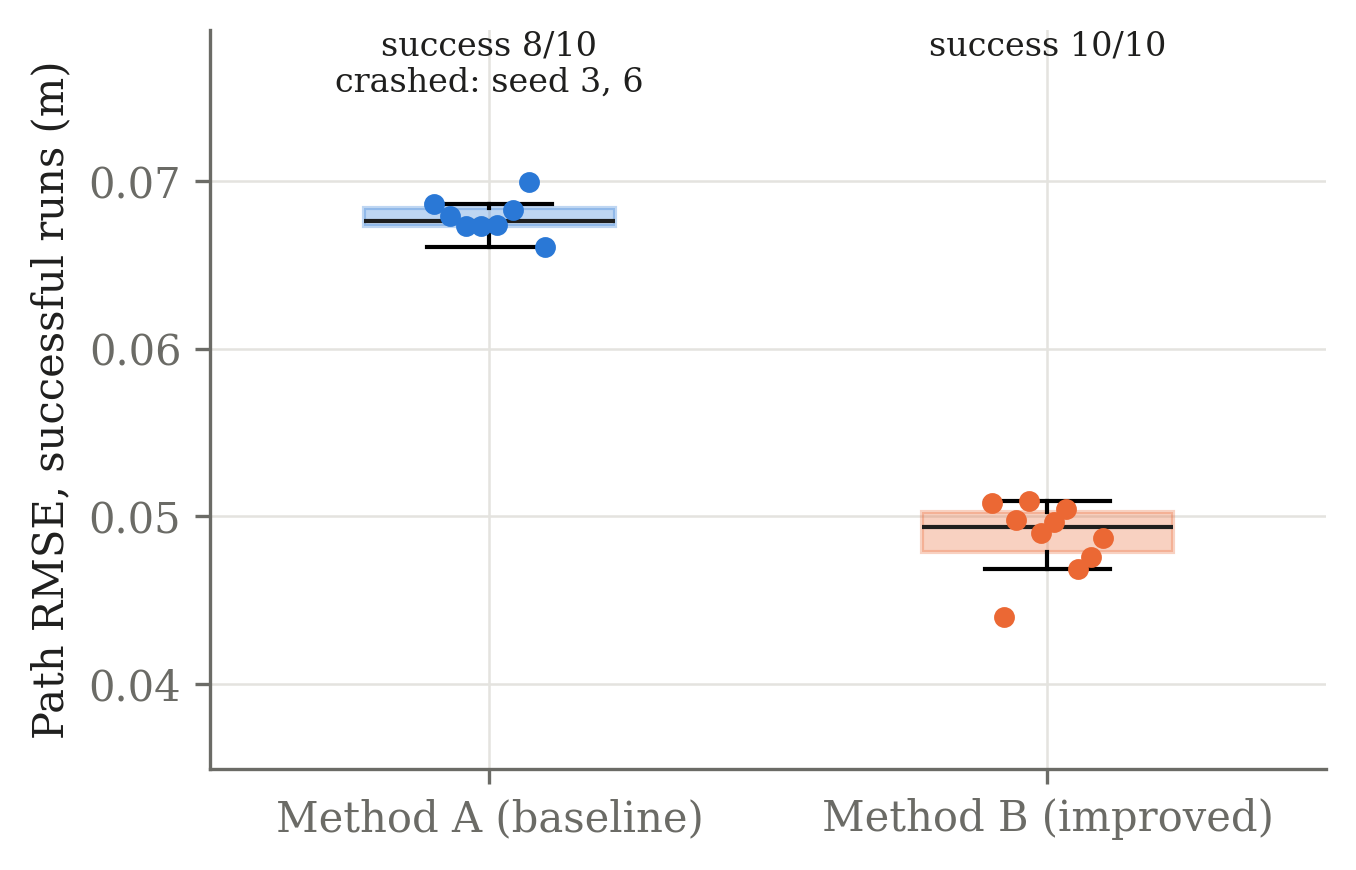 success 8/10
crashed: seed 3, 6
success 10/10
Path RMSE, successful runs (m)
0.07
0.06
0.05
0.04
Method A (baseline)
Method B (improved)